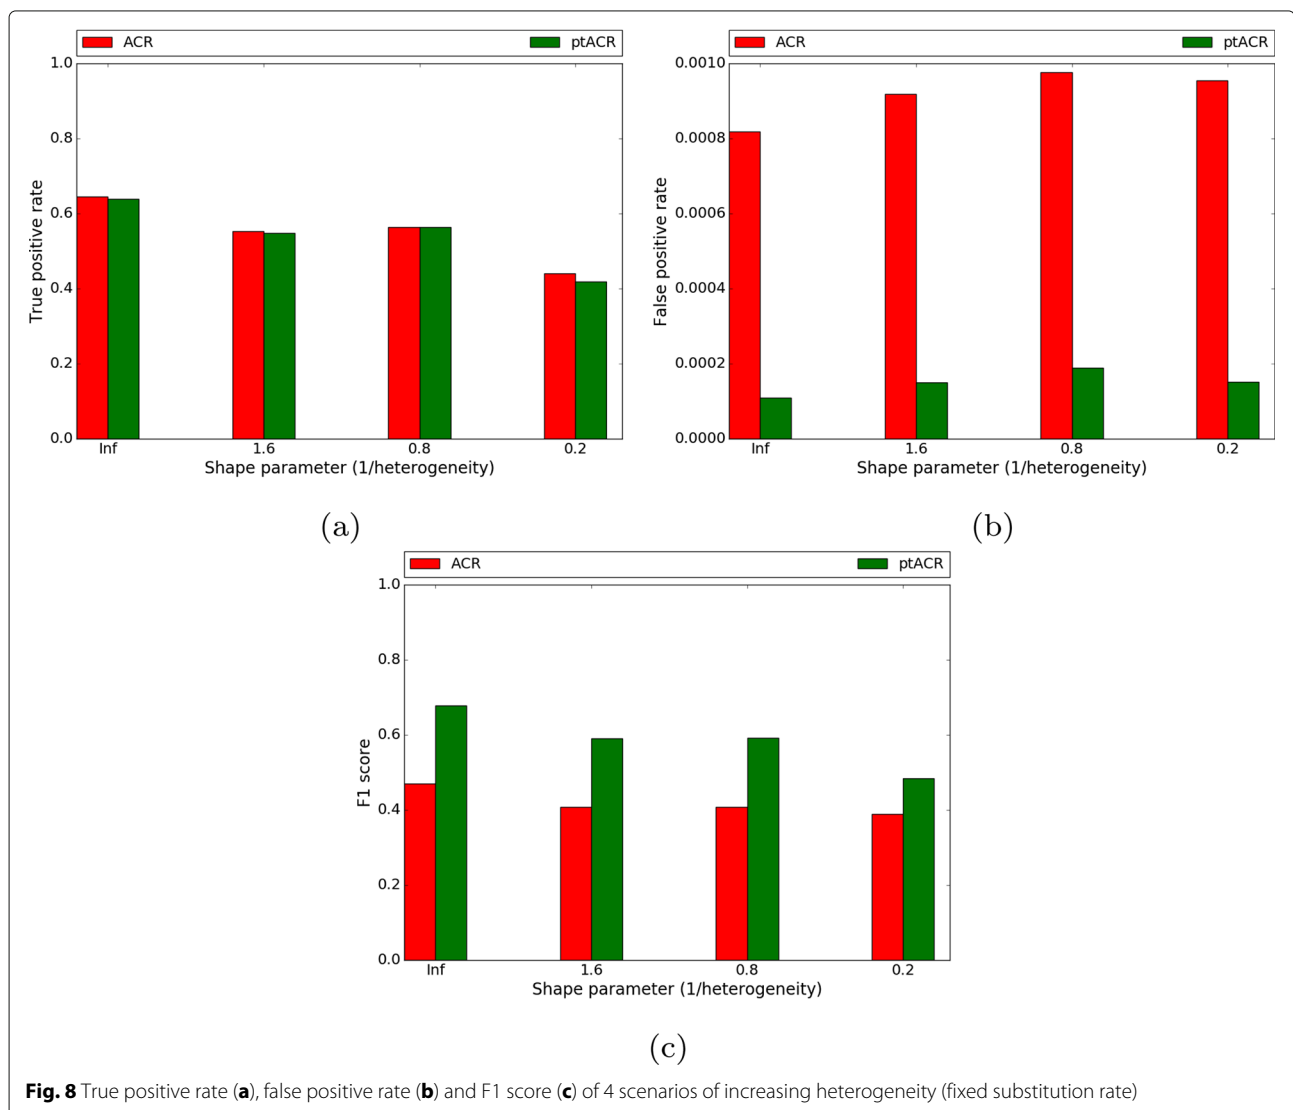 ACR ptACR
1.0
0.8
0.6
0.4
0.2
0.0
True positive rate
Inf 1.6 0.8 0.2
Shape parameter (1/heterogeneity)
(a)
ACR ptACR
0.0010
0.0008
0.0006
0.0004
0.0002
0.0000
False positive rate
Inf 1.6 0.8 0.2
Shape parameter (1/heterogeneity)
(b)
ACR ptACR
1.0
0.8
0.6
0.4
0.2
0.0
F1 score
Inf 1.6 0.8 0.2
Shape parameter (1/heterogeneity)
(c)
Fig. 8 True positive rate (a), false positive rate (b) and F1 score (c) of 4 scenarios of increasing heterogeneity (fixed substitution rate)